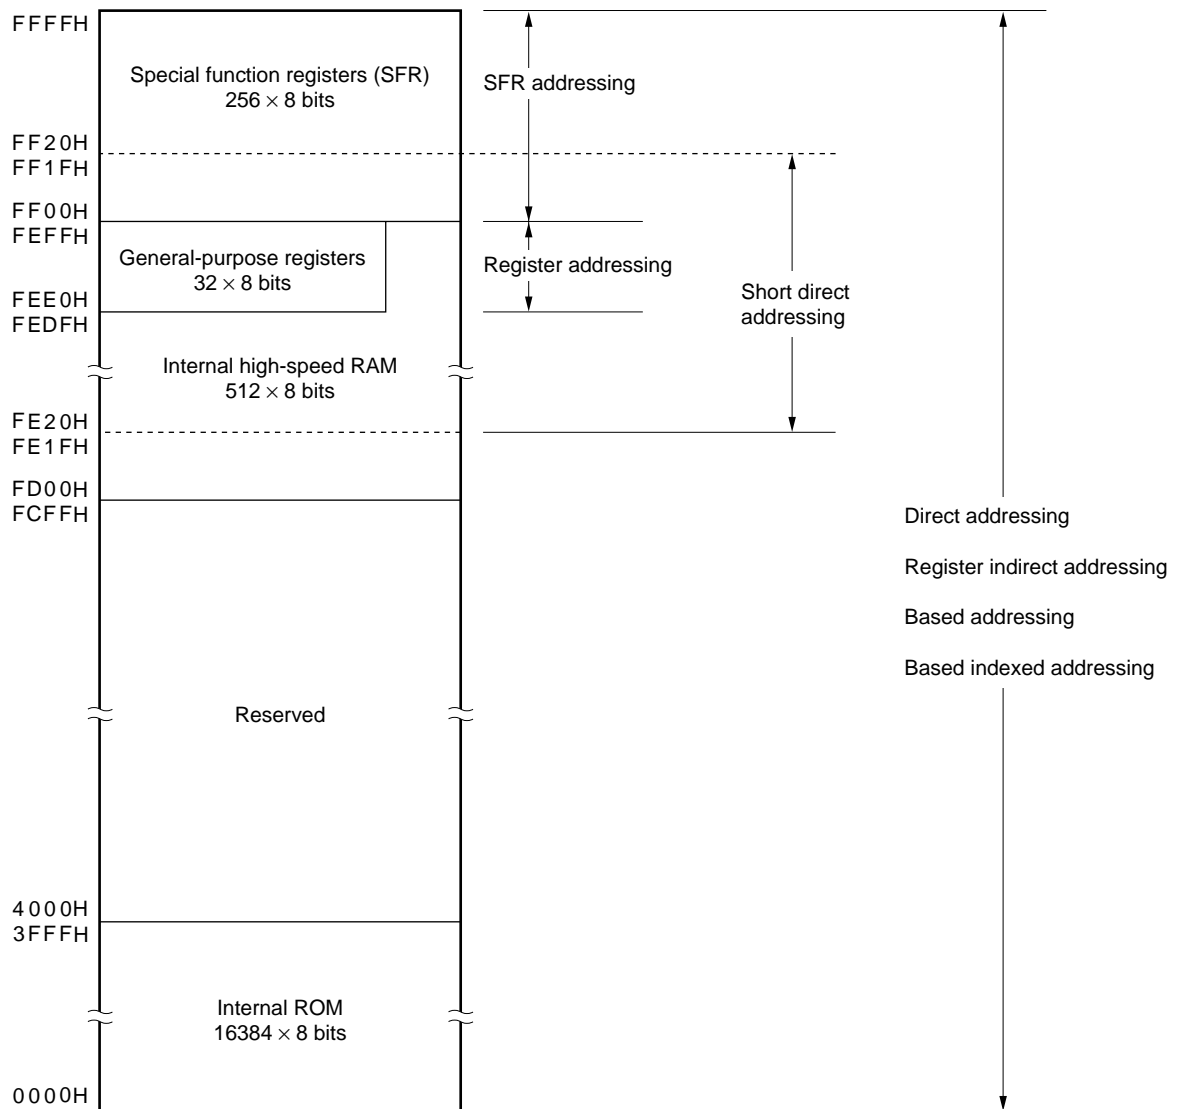 FFFFH
Special function registers (SFR)
256 × 8 bits
SFR addressing
FF20H
FF1FH
FF00H
FEFFH
General-purpose registers
32 × 8 bits
Register addressing
FEE0H
FEDFH
Short direct
addressing
Internal high-speed RAM
512 × 8 bits
FE20H
FE1FH
FD00H
FCFFH
Direct addressing
Register indirect addressing
Based addressing
Based indexed addressing
Reserved
4000H
3FFFH
Internal ROM
16384 × 8 bits
0000H